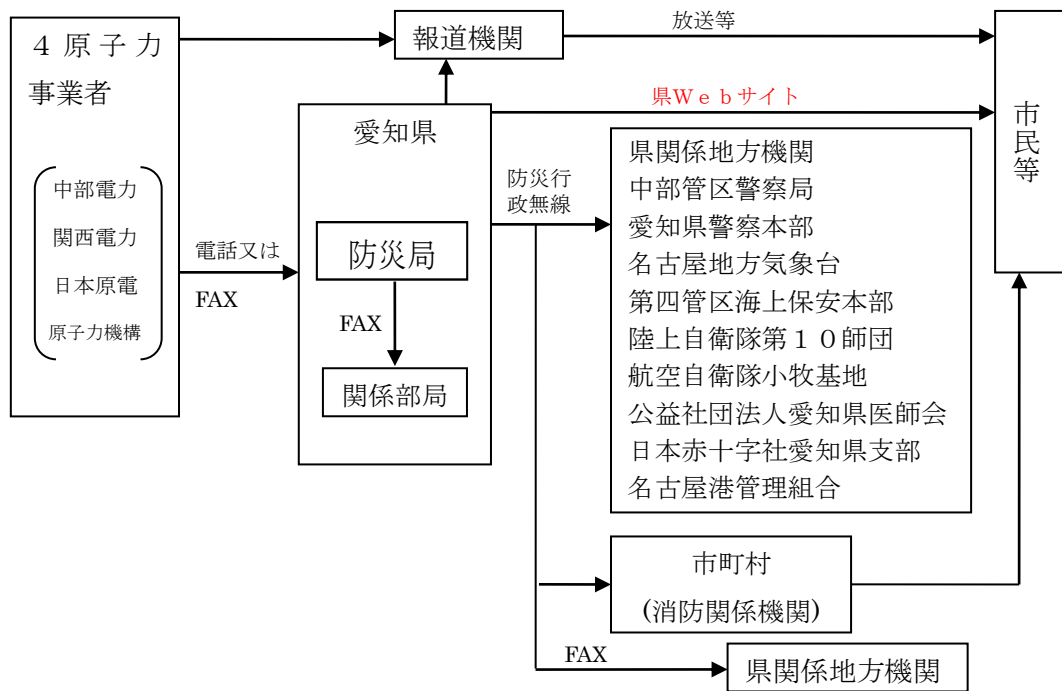 ４原子力
事業者
中部電力
関西電力
日本原電
原子力機構
電話又は
FAX
報道機関
放送等
愛知県
防災局
FAX
関係部局
県Ｗｅｂサイト
防災行
政無線
県関係地方機関
中部管区警察局
愛知県警察本部
名古屋地方気象台
第四管区海上保安本部
陸上自衛隊第１０師団
航空自衛隊小牧基地
公益社団法人愛知県医師会
日本赤十字社愛知県支部
名古屋港管理組合
市町村
(消防関係機関)
FAX
県関係地方機関
市民等